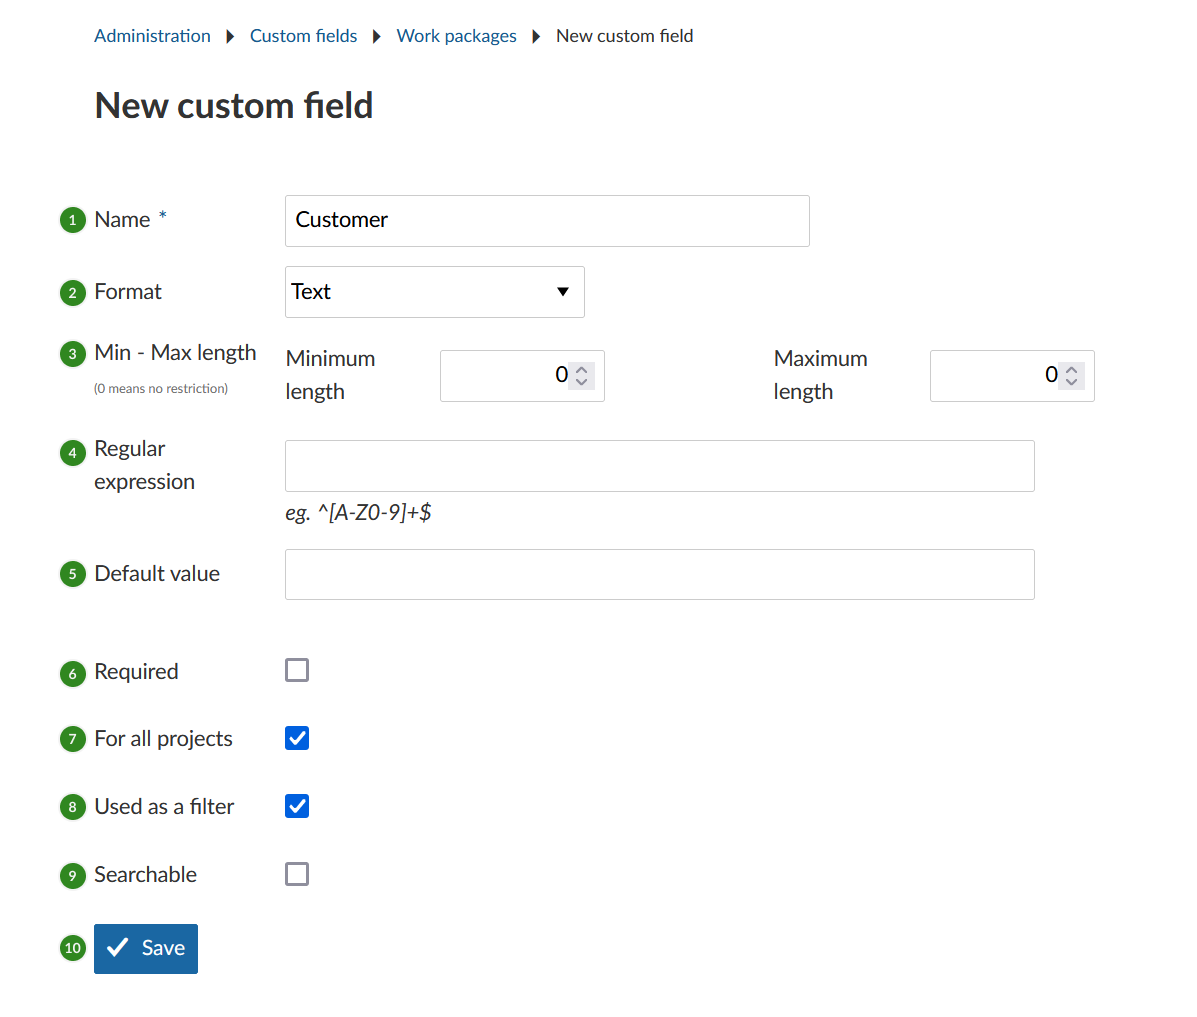 Administration Custom fields Work packages New custom field
New custom field
1 Name * Customer
2 Format Text
3 Min - Max length
(0 means no restriction)
Minimum
length
0
Maximum
length
0
4 Regular
expression
eg. ^[A-Z0-9]+$
5 Default value
6 Required
7 For all projects
8 Used as a filter
9 Searchable
10 Save